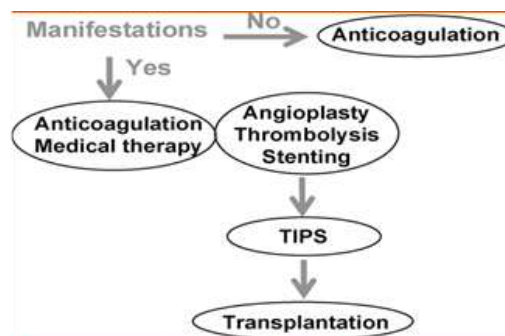 Manifestations
No
Anticoagulation
Yes
Anticoagulation
Medical therapy
Angioplasty
Thrombolysis
Stenting
TIPS
Transplantation